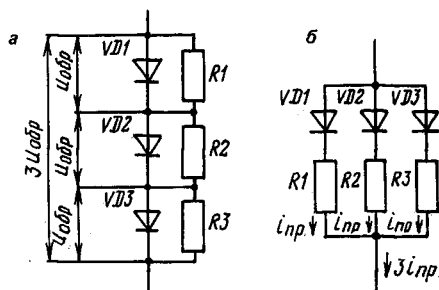 а
VD1
Uобр
R1
3Uобр
VD2
Uобр
R2
VD3
Uобр
R3
б
VD1
VD2
VD3
R1
R2
R3
iпр.
iпр
iпр
3iпр.